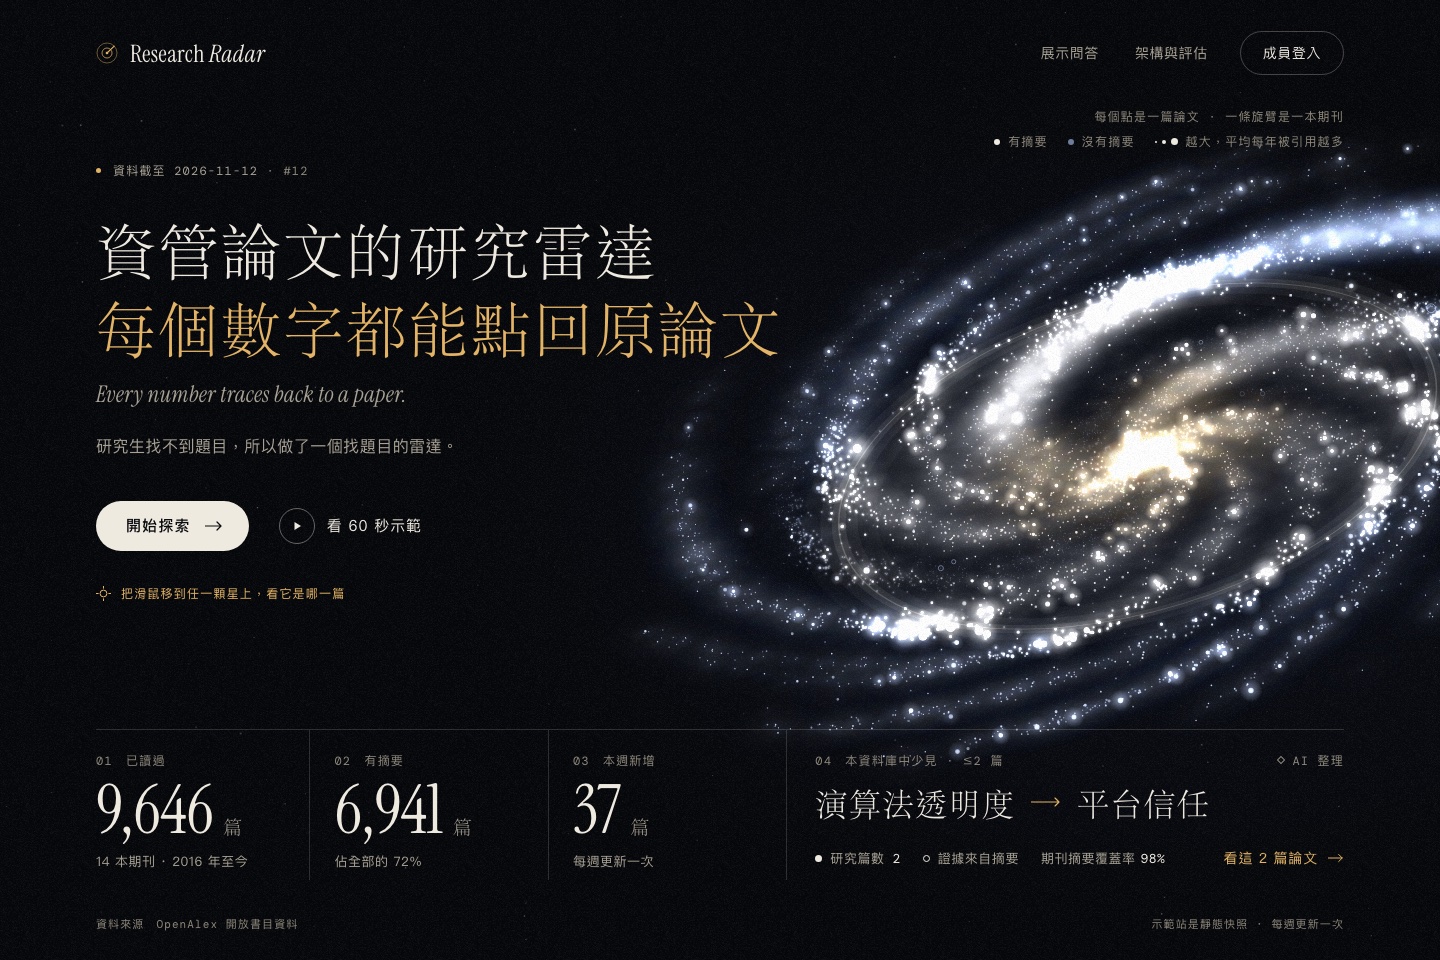 Research Radar
展示問答
架構與評估
成員登入
每個點是一篇論文 · 一條旋臂是一本期刊
有摘要 沒有摘要 越大，平均每年被引用越多
資料截至 2026-11-12 · #12
資管論文的研究雷達
每個數字都能點回原論文
Every number traces back to a paper.
研究生找不到題目，所以做了一個找題目的雷達。
開始探索 →
看 60 秒示範
把滑鼠移到任一顆星上，看它是哪一篇
01 已讀過
9,646 篇
14 本期刊 · 2016 年至今
02 有摘要
6,941 篇
佔全部的 72%
03 本週新增
37 篇
每週更新一次
04 本資料庫中少見 · ≤2 篇
◇ AI 整理
演算法透明度 → 平台信任
研究篇數 2 證據來自摘要 期刊摘要覆蓋率 98%
看這 2 篇論文 →
資料來源 OpenAlex 開放書目資料
示範站是靜態快照 · 每週更新一次